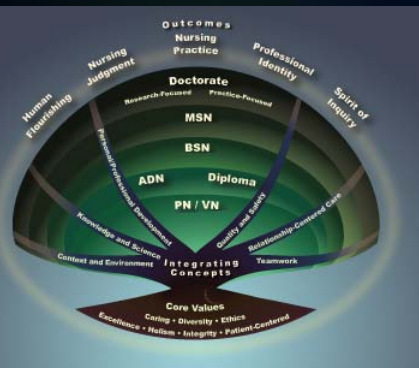 Outcomes
Nursing
Practice
Nursing
Judgment
Professional
Identity
Human
Flourishing
Spirit of
Inquiry
Doctorate
Research-Focused Practice-Focused
MSN
BSN
ADN Diploma
PN / VN
Personal/Professional Development
Quality and Safety
Knowledge and Science
Relationship-Centered Care
Context and Environment
Integrating
Concepts
Teamwork
Core Values
Caring • Diversity • Ethics
Excellence • Holism • Integrity • Patient-Centered